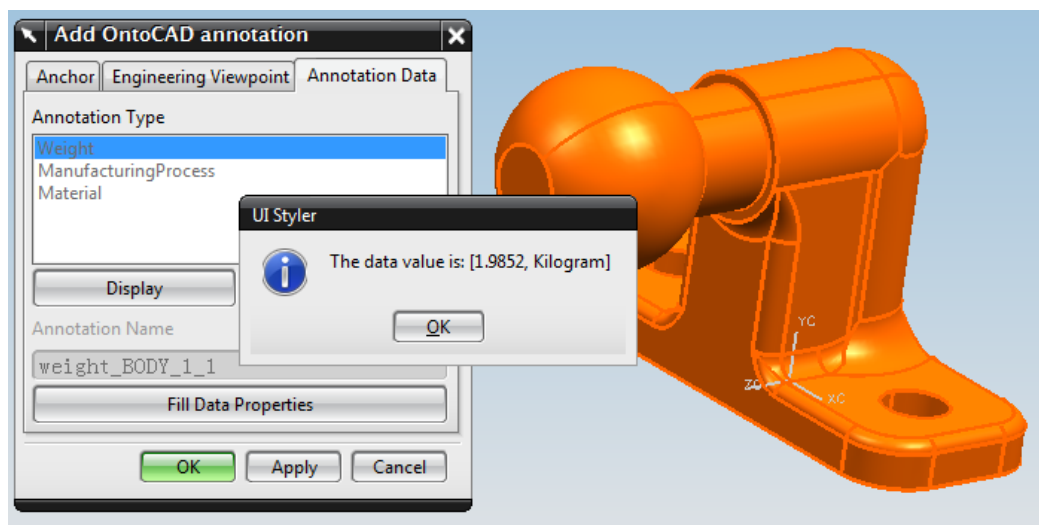 Add OntoCAD annotation
Anchor Engineering Viewpoint Annotation Data
Annotation Type
Weight
ManufacturingProcess
Material
UI Styler
The data value is: [1.9852, Kilogram]
OK
Display
Annotation Name
weight_BODY_1_1
Fill Data Properties
OK Apply Cancel
YC
ZC
XC